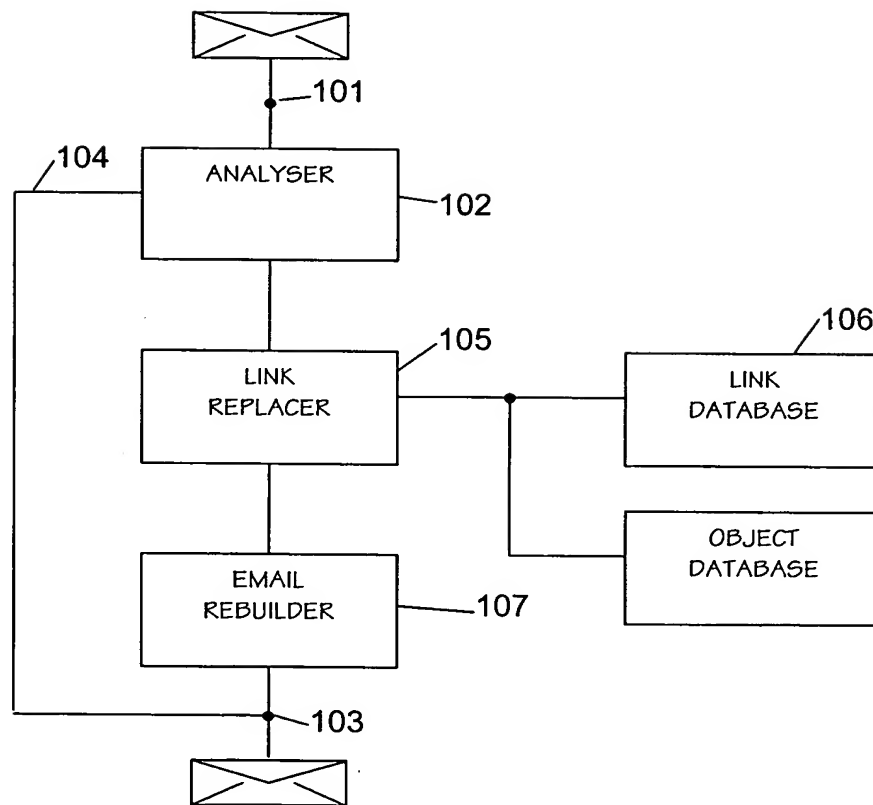 101
104
ANALYSER
102
105
106
LINK
REPLACER
LINK
DATABASE
OBJECT
DATABASE
EMAIL
REBUILDER
107
103